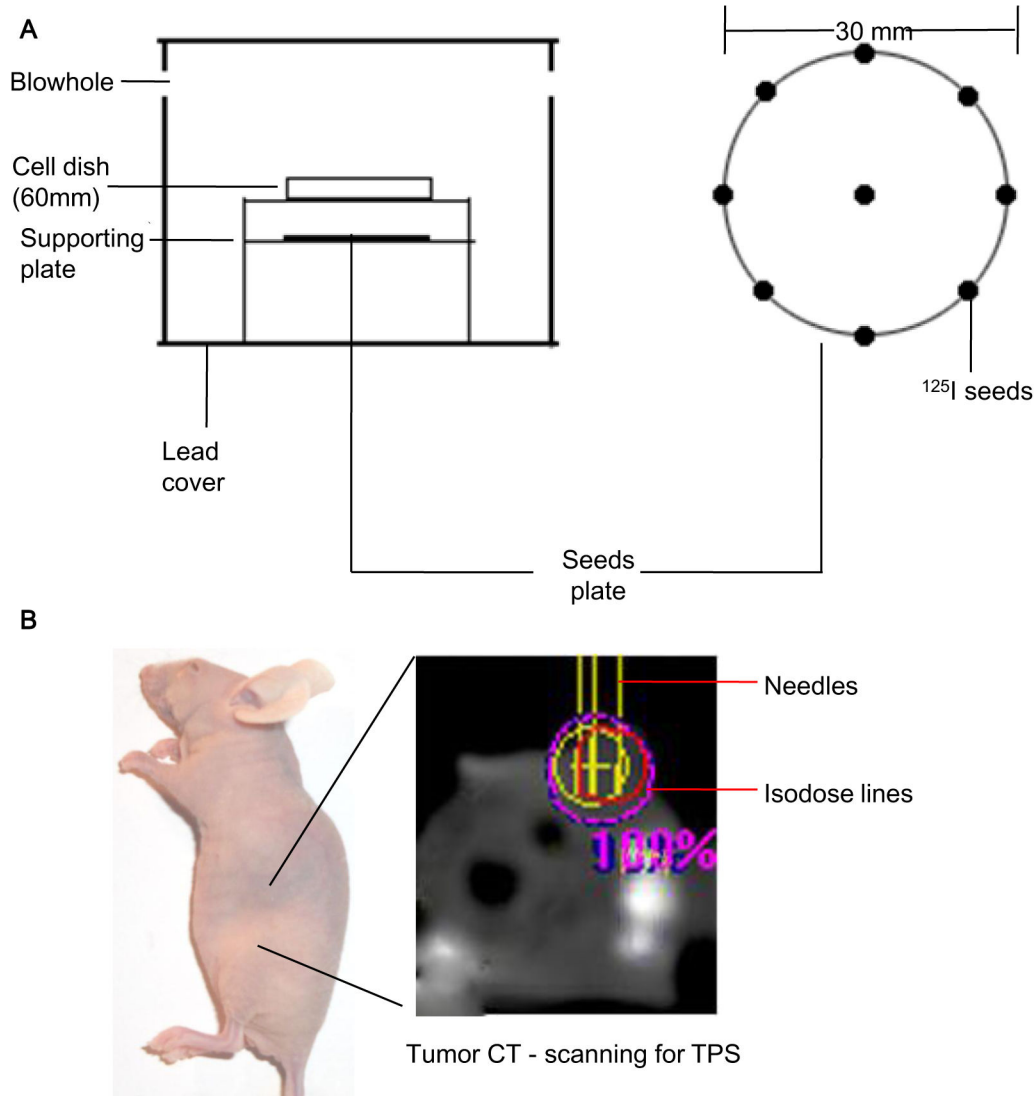 A
30 mm
Blowhole
Cell dish
(60mm)
Supporting
plate
¹²⁵I seeds
Lead
cover
Seeds
plate
B
Needles
Isodose lines
100%
Tumor CT - scanning for TPS